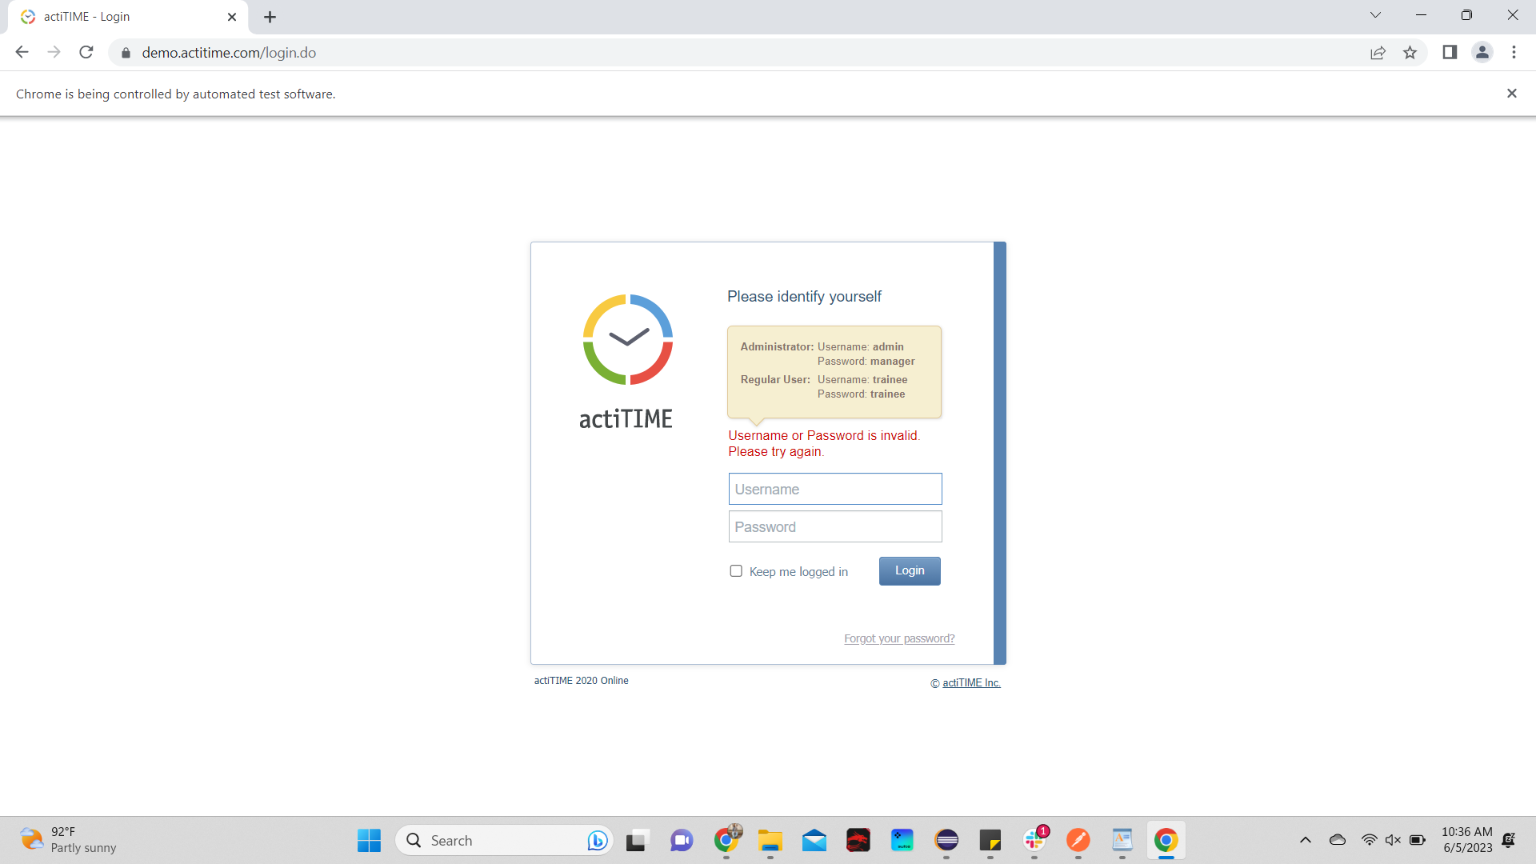 actiTIME - Login
demo.actitime.com/login.do
Chrome is being controlled by automated test software.
Please identify yourself
Administrator: Username: admin
Password: manager
Regular User: Username: trainee
Password: trainee
actiTIME
Username or Password is invalid.
Please try again.
Username
Password
Keep me logged in
Login
Forgot your password?
actiTIME 2020 Online
© actiTIME Inc.
92°F
Partly sunny
Search
1
10:36 AM
6/5/2023